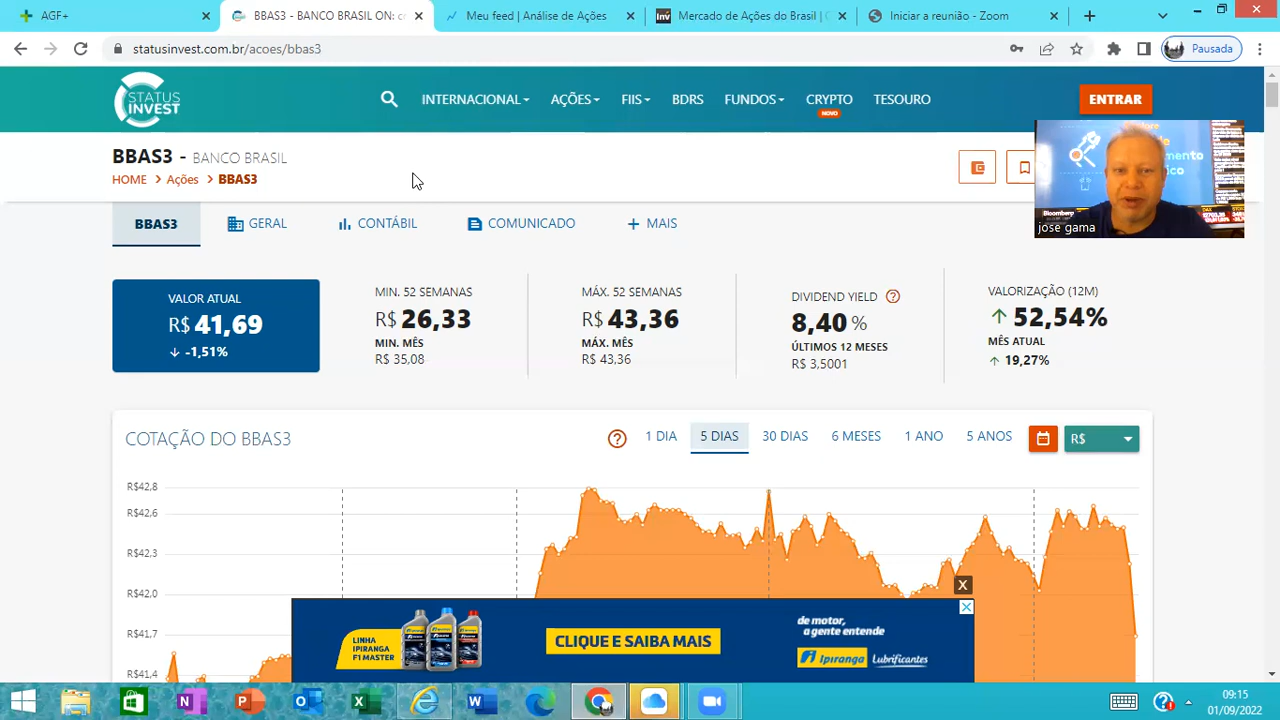 AGF+
BBAS3 - BANCO BRASIL ON: c
Meu feed | Análise de Ações
Mercado de Ações do Brasil |
Iniciar a reunião - Zoom
statusinvest.com.br/acoes/bbas3
Pausada
STATUS
INVEST
INTERNACIONAL
AÇÕES
FIIS
BDRS
FUNDOS
CRYPTO
NOVO
TESOURO
ENTRAR
BBAS3 - BANCO BRASIL
HOME > Ações > BBAS3
jose gama
BBAS3
GERAL
CONTÁBIL
COMUNICADO
+ MAIS
VALOR ATUAL
R$ 41,69
-1,51%
MIN. 52 SEMANAS
R$ 26,33
MIN. MÊS
R$ 35,08
MÁX. 52 SEMANAS
R$ 43,36
MÁX. MÊS
R$ 43,36
DIVIDEND YIELD
8,40 %
ÚLTIMOS 12 MESES
R$ 3,5001
VALORIZAÇÃO (12M)
52,54%
MÊS ATUAL
19,27%
COTAÇÃO DO BBAS3
1 DIA
5 DIAS
30 DIAS
6 MESES
1 ANO
5 ANOS
R$
R$42,8
R$42,6
R$42,3
R$42,0
R$41,7
R$41,4
X
LINHA
IPIRANGA
F1 MASTER
CLIQUE E SAIBA MAIS
de motor,
a gente entende
Ipiranga Lubrificantes
09:15
01/09/2022